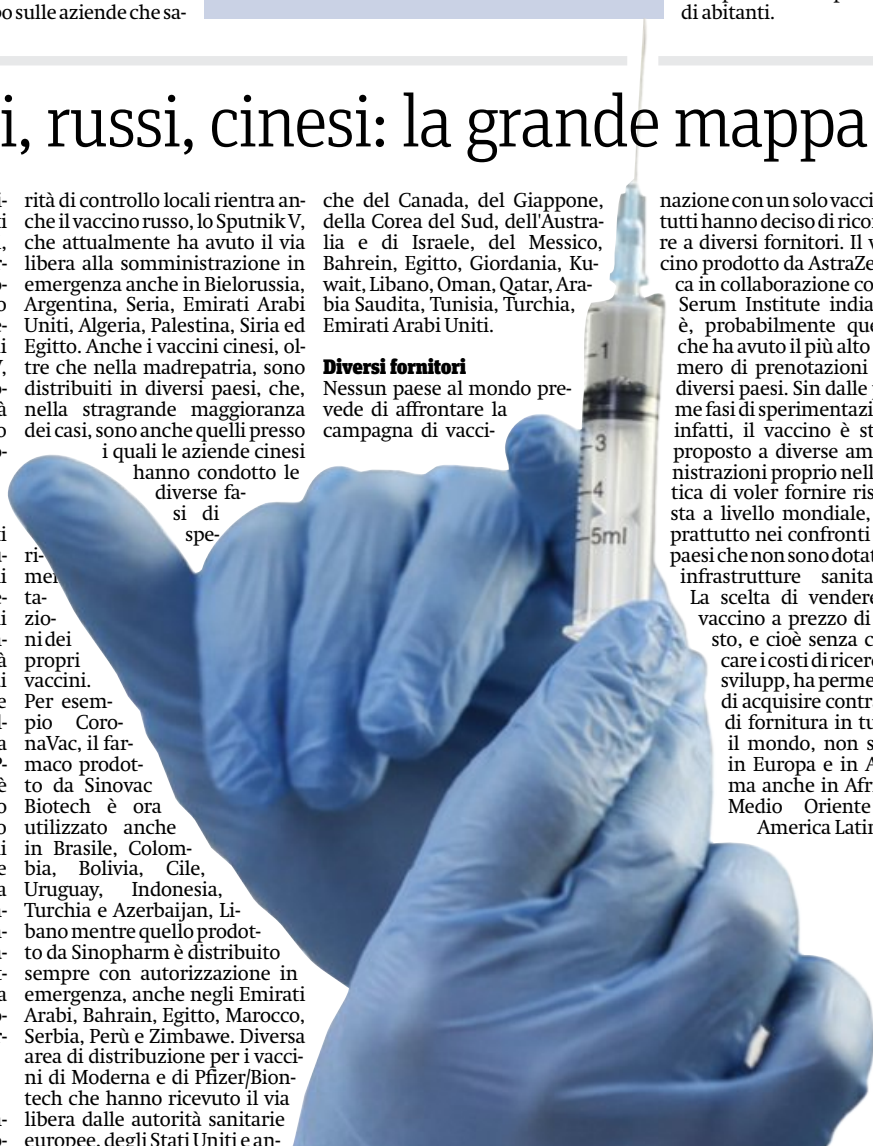 sulle aziende che sa-
di abitanti.
russi, cinesi: la grande mappa
rità di controllo locali rientra an-
che il vaccino russo, lo Sputnik V,
che attualmente ha avuto il via
libera alla somministrazione in
emergenza anche in Bielorussia,
Argentina, Seria, Emirati Arabi
Uniti, Algeria, Palestina, Siria ed
Egitto. Anche i vaccini cinesi, ol-
tre che nella madrepatria, sono
distribuiti in diversi paesi, che,
nella stragrande maggioranza
dei casi, sono anche quelli presso
i quali le aziende cinesi
hanno condotto le
diverse fa-
si di
spe-
ri-
men
ta-
zio-
ni dei
propri
vaccini.
Per esem-
pio Coro-
naVac, il far-
maco prodot-
to da Sinovac
Biotech è ora
utilizzato anche
in Brasile, Colom-
bia, Bolivia, Cile,
Uruguay, Indonesia,
Turchia e Azerbaijan, Li-
bano mentre quello prodot-
to da Sinopharm è distribuito
sempre con autorizzazione in
emergenza, anche negli Emirati
Arabi, Bahrain, Egitto, Marocco,
Serbia, Perù e Zimbawe. Diversa
area di distribuzione per i vacci-
ni di Moderna e di Pfizer/Bion-
tech che hanno ricevuto il via
libera dalle autorità sanitarie
europee, degli Stati Uniti e an-
che del Canada, del Giappone,
della Corea del Sud, dell'Austra-
lia e di Israele, del Messico,
Bahrein, Egitto, Giordania, Ku-
wait, Libano, Oman, Qatar, Ara-
bia Saudita, Tunisia, Turchia,
Emirati Arabi Uniti.
Diversi fornitori
Nessun paese al mondo pre-
vede di affrontare la
campagna di vacci-
nazione con un solo vacci
tutti hanno deciso di ricor
re a diversi fornitori. Il v
cino prodotto da AstraZe
ca in collaborazione co
Serum Institute india
è, probabilmente que
che ha avuto il più alto
mero di prenotazioni
diversi paesi. Sin dalle
me fasi di sperimentazi
infatti, il vaccino è st
proposto a diverse am
nistrazioni proprio nell
tica di voler fornire ris
sta a livello mondiale,
prattutto nei confronti
paesi che non sono dotat
infrastrutture sanita
La scelta di vendere
vaccino a prezzo di
sto, e cioè senza c
care i costi di ricer
svilupp, ha perme
di acquisire contr
di fornitura in tu
il mondo, non s
in Europa e in A
ma anche in Afr
Medio Oriente
America Latin
1
3
4
5ml